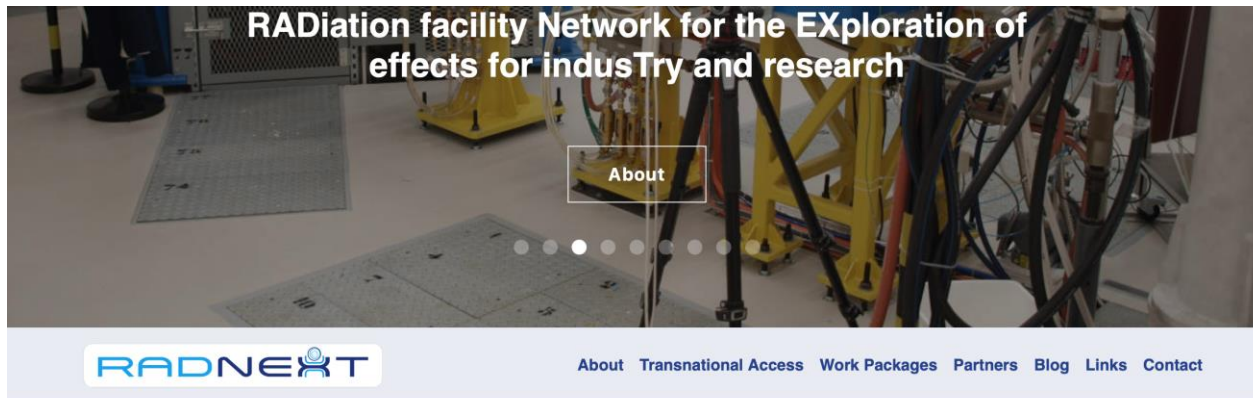 RADiation facility Network for the EXploration of
effects for indusTry and research
About
RADNEXT
About Transnational Access Work Packages Partners Blog Links Contact